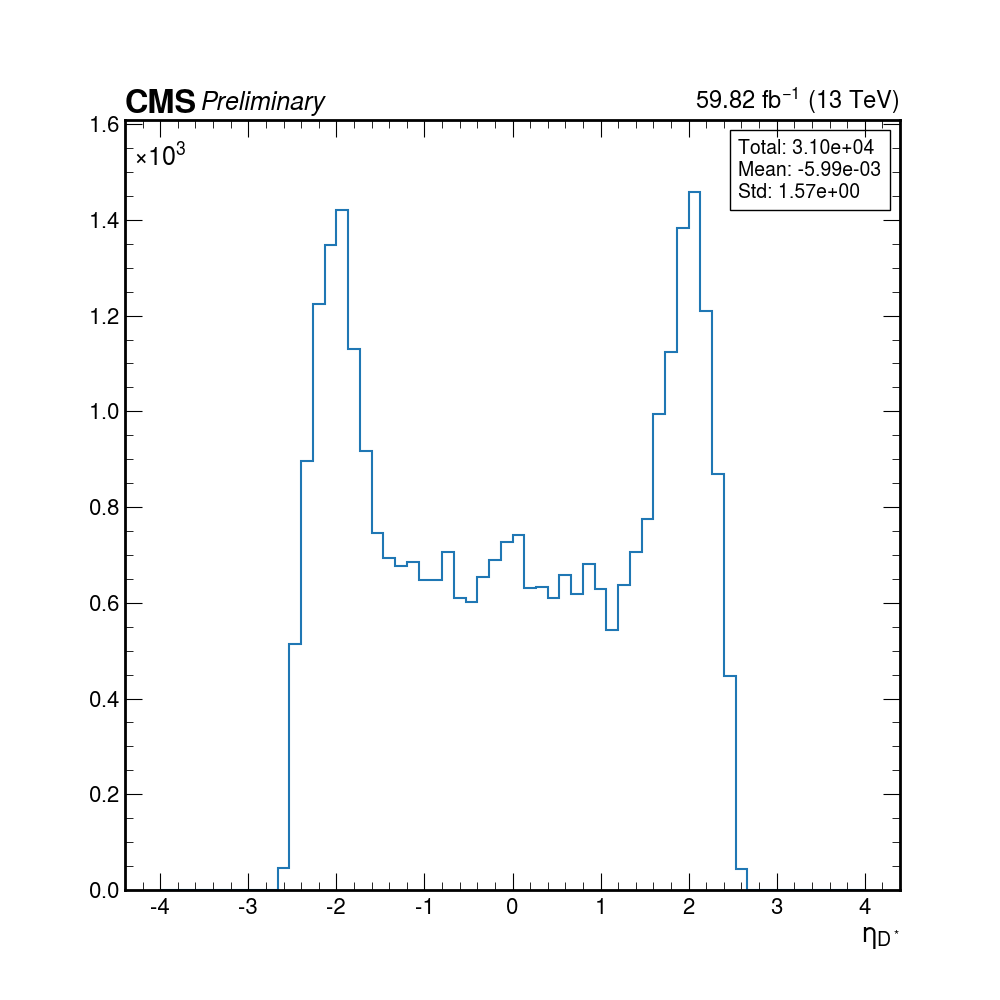 CMS Preliminary 59.82 fb⁻¹ (13 TeV)
×10³
Total: 3.10e+04
Mean: -5.99e-03
Std: 1.57e+00
1.6
1.4
1.2
1.0
0.8
0.6
0.4
0.2
0.0
-4 -3 -2 -1 0 1 2 3 4
η_D*